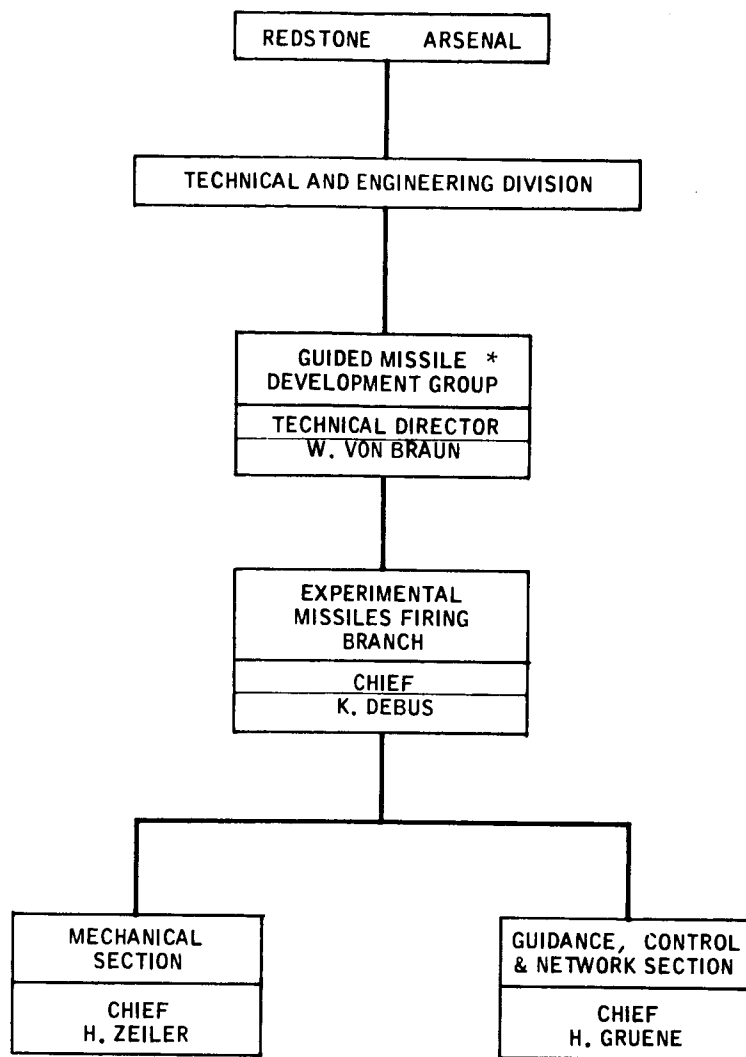 REDSTONE ARSENAL
TECHNICAL AND ENGINEERING DIVISION
GUIDED MISSILE *
DEVELOPMENT GROUP
TECHNICAL DIRECTOR
W. VON BRAUN
EXPERIMENTAL
MISSILES FIRING
BRANCH
CHIEF
K. DEBUS
MECHANICAL
SECTION
CHIEF
H. ZEILER
GUIDANCE, CONTROL
& NETWORK SECTION
CHIEF
H. GRUENE